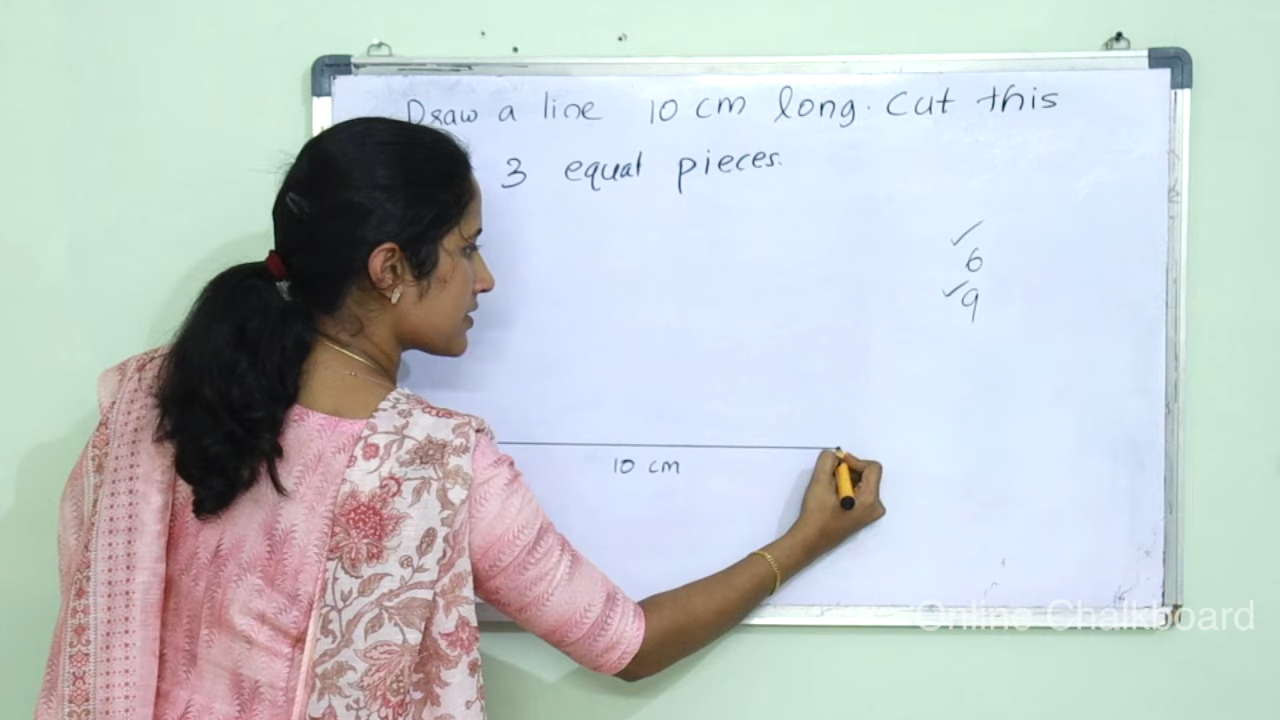 Draw a line 10 cm long. Cut this
3 equal pieces.
6
9
10 cm
Online Chalkboard